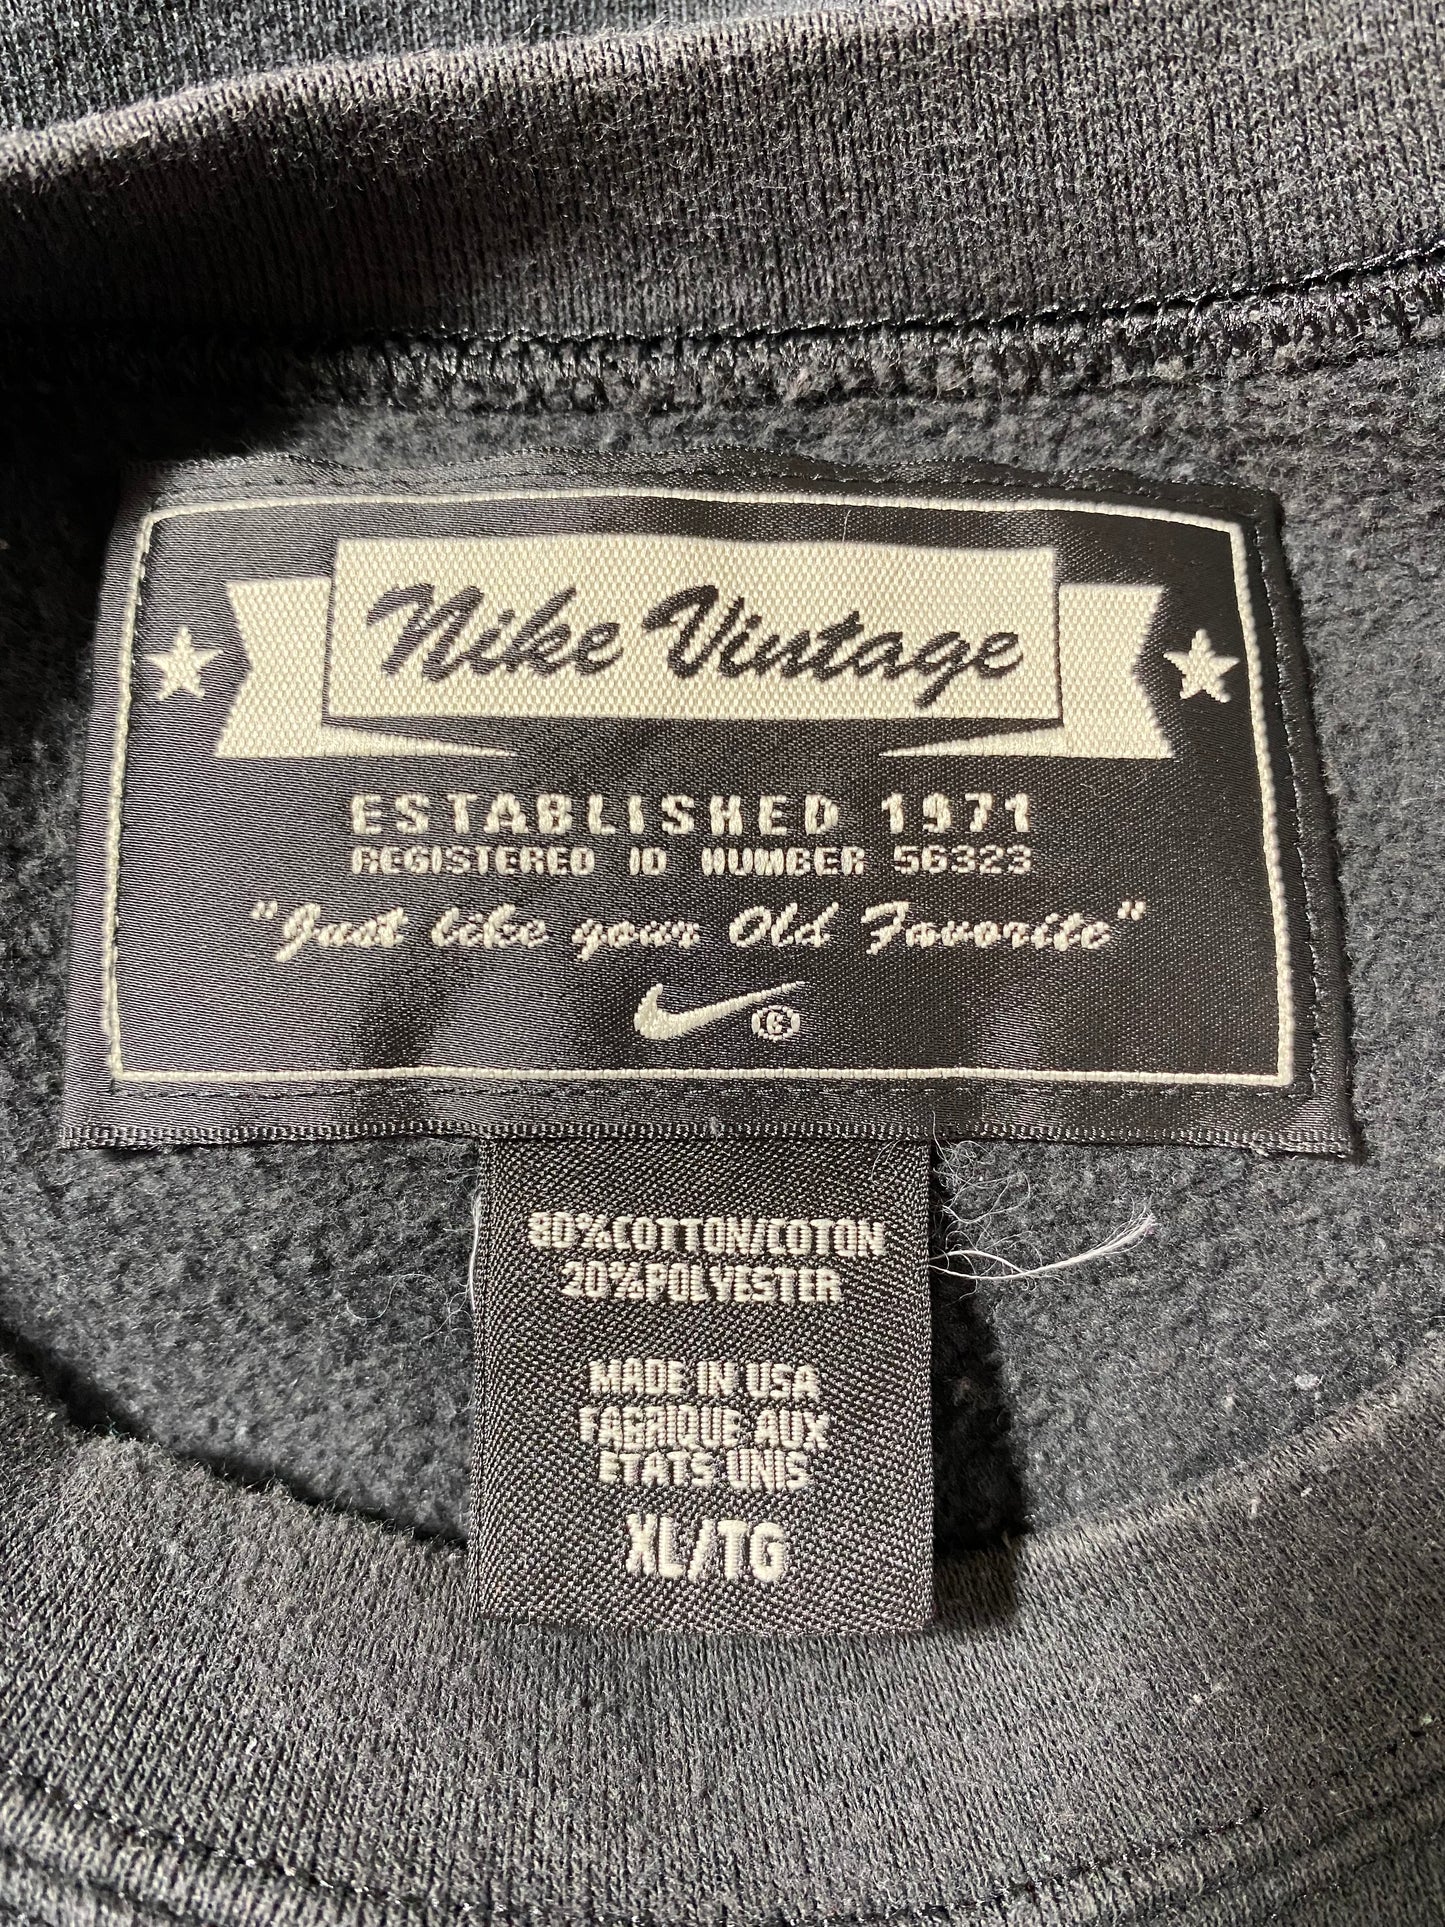 Nike Vintage
ESTABLISHED 1971
REGISTERED ID NUMBER 56323
"Just like your Old Favorite"
80% COTTON/COTON
20% POLYESTER
MADE IN USA
FABRIQUE AUX
ETATS UNIS
XL/TG